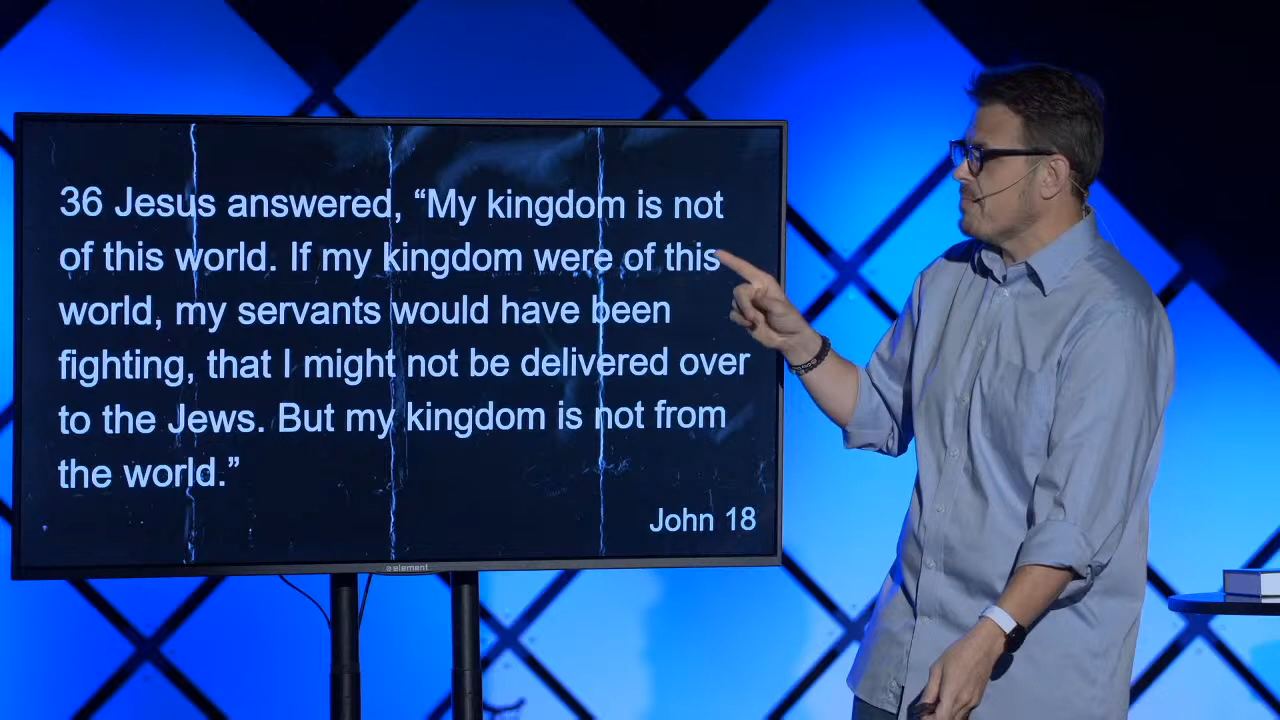 36 Jesus answered, “My kingdom is not
of this world. If my kingdom were of this
world, my servants would have been
fighting, that I might not be delivered over
to the Jews. But my kingdom is not from
the world.”
John 18
element